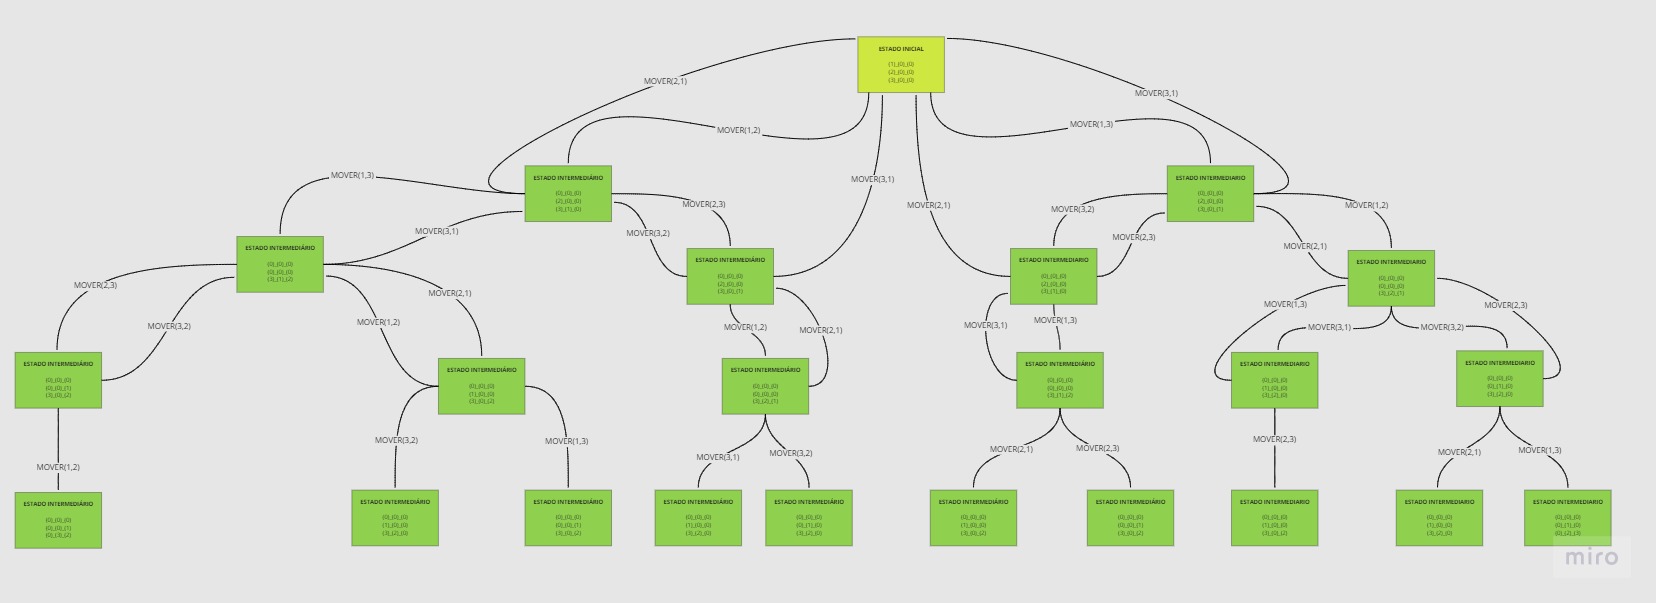 ESTADO INICIAL
(1)_(0)_(0)
(2)_(0)_(0)
(3)_(0)_(0)
MOVER(2,1)
MOVER(3,1)
MOVER(1,2)
MOVER(1,3)
MOVER(1,3)
ESTADO INTERMEDIÁRIO
(0)_(0)_(0)
(2)_(0)_(0)
(3)_(1)_(0)
MOVER(3,1)
ESTADO INTERMEDIARIO
(0)_(0)_(0)
(2)_(0)_(0)
(3)_(0)_(1)
MOVER(2,3)
MOVER(2,1)
MOVER(3,2)
MOVER(1,2)
MOVER(3,1)
MOVER(3,2)
MOVER(2,3)
MOVER(2,1)
ESTADO INTERMEDIÁRIO
(0)_(0)_(0)
(0)_(0)_(0)
(3)_(1)_(2)
ESTADO INTERMEDIÁRIO
(0)_(0)_(0)
(2)_(0)_(0)
(3)_(0)_(1)
ESTADO INTERMEDIARIO
(0)_(0)_(0)
(2)_(0)_(0)
(3)_(1)_(0)
ESTADO INTERMEDIARIO
(0)_(0)_(0)
(0)_(0)_(0)
(3)_(2)_(1)
MOVER(2,3)
MOVER(2,1)
MOVER(1,3)
MOVER(2,3)
MOVER(3,2)
MOVER(1,2)
MOVER(1,2)
MOVER(2,1)
MOVER(3,1)
MOVER(1,3)
MOVER(3,1)
MOVER(3,2)
ESTADO INTERMEDIÁRIO
(0)_(0)_(0)
(0)_(0)_(1)
(3)_(0)_(2)
ESTADO INTERMEDIÁRIO
(0)_(0)_(0)
(1)_(0)_(0)
(3)_(0)_(2)
ESTADO INTERMEDIÁRIO
(0)_(0)_(0)
(0)_(0)_(0)
(3)_(2)_(1)
ESTADO INTERMEDIARIO
(0)_(0)_(0)
(0)_(0)_(0)
(3)_(1)_(2)
ESTADO INTERMEDIARIO
(0)_(0)_(0)
(1)_(0)_(0)
(3)_(2)_(0)
ESTADO INTERMEDIARIO
(0)_(0)_(0)
(0)_(1)_(0)
(3)_(2)_(0)
MOVER(1,2)
MOVER(3,2)
MOVER(1,3)
MOVER(3,1)
MOVER(3,2)
MOVER(2,1)
MOVER(2,3)
MOVER(2,3)
MOVER(2,1)
MOVER(1,3)
ESTADO INTERMEDIÁRIO
(0)_(0)_(0)
(0)_(0)_(1)
(0)_(3)_(2)
ESTADO INTERMEDIÁRIO
(0)_(0)_(0)
(1)_(0)_(0)
(3)_(2)_(0)
ESTADO INTERMEDIÁRIO
(0)_(0)_(0)
(0)_(0)_(1)
(3)_(0)_(2)
ESTADO INTERMEDIÁRIO
(0)_(0)_(0)
(1)_(0)_(0)
(3)_(2)_(0)
ESTADO INTERMEDIÁRIO
(0)_(0)_(0)
(0)_(1)_(0)
(3)_(2)_(0)
ESTADO INTERMEDIÁRIO
(0)_(0)_(0)
(1)_(0)_(0)
(3)_(0)_(2)
ESTADO INTERMEDIÁRIO
(0)_(0)_(0)
(0)_(0)_(1)
(3)_(0)_(2)
ESTADO INTERMEDIARIO
(0)_(0)_(0)
(1)_(0)_(0)
(3)_(0)_(2)
ESTADO INTERMEDIARIO
(0)_(0)_(0)
(1)_(0)_(0)
(3)_(2)_(0)
ESTADO INTERMEDIARIO
(0)_(0)_(0)
(0)_(1)_(0)
(0)_(2)_(3)
miro